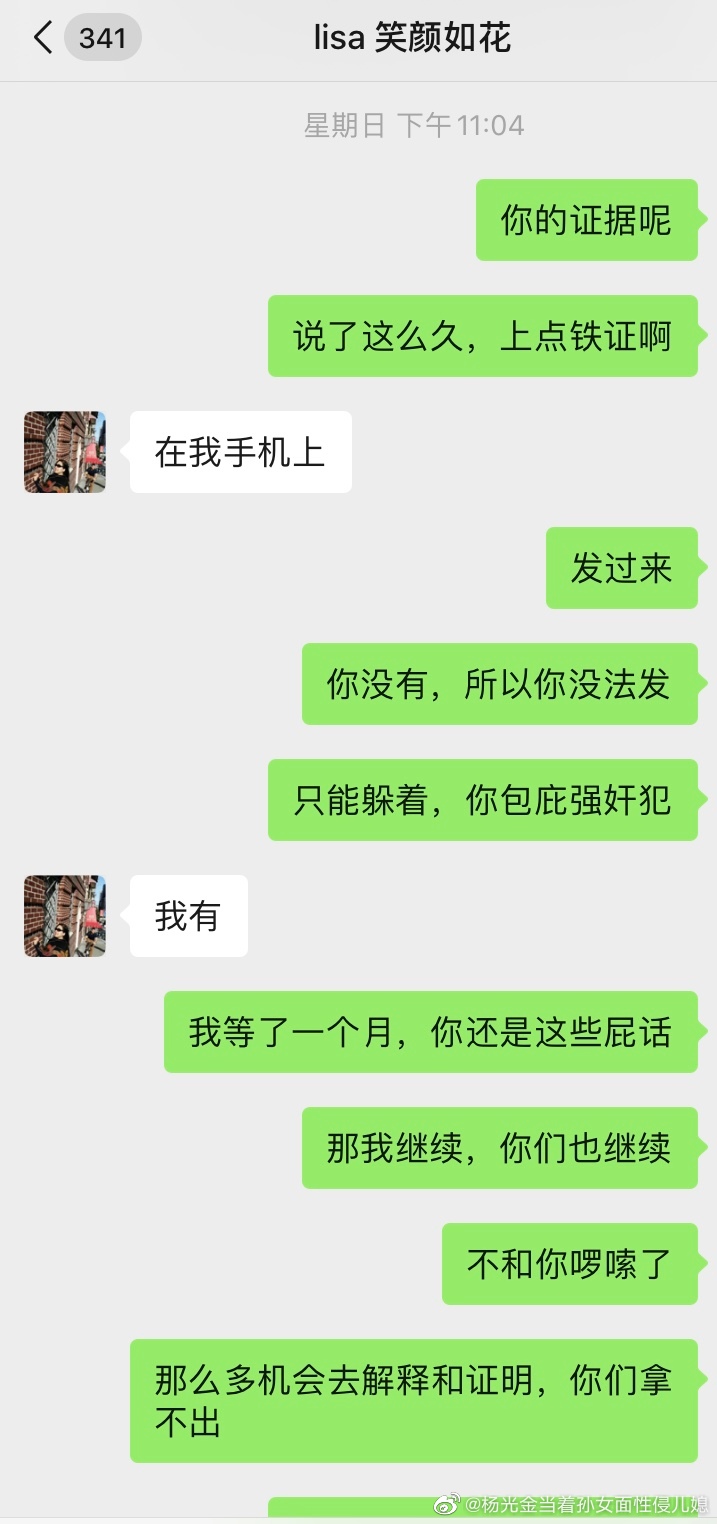 341
lisa 笑颜如花
星期日 下午11:04
你的证据呢
说了这么久，上点铁证啊
在我手机上
发过来
你没有，所以你没法发
只能躲着，你包庇强奸犯
我有
我等了一个月，你还是这些屁话
那我继续，你们也继续
不和你啰嗦了
那么多机会去解释和证明，你们拿
不出
@杨光金当着孙女面性侵儿媳